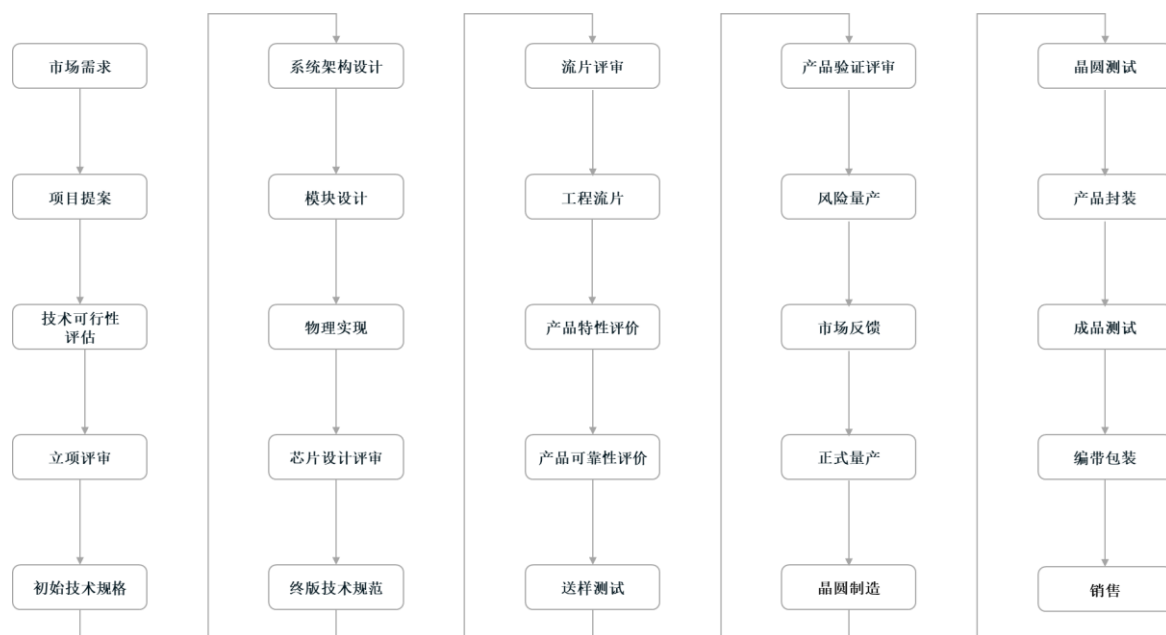 市场需求
项目提案
技术可行性
评估
立项评审
初始技术规格
系统架构设计
模块设计
物理实现
芯片设计评审
终版技术规范
流片评审
工程流片
产品特性评价
产品可靠性评价
送样测试
产品验证评审
风险量产
市场反馈
正式量产
晶圆制造
晶圆测试
产品封装
成品测试
编带包装
销售